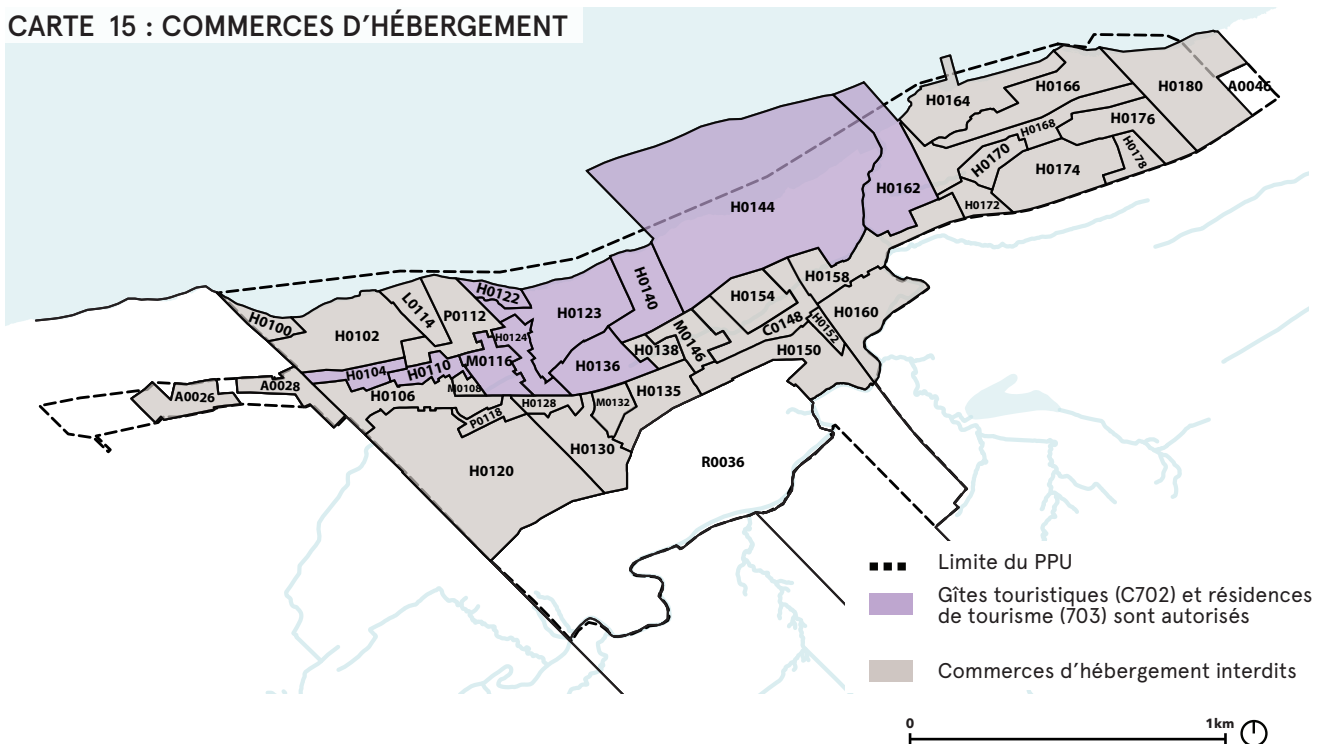 CARTE 15 : COMMERCES D'HÉBERGEMENT
H0164
H0166
H0180
A0046
H0168
H0176
H0170
H0178
H0174
H0162
H0172
H0144
H0158
H0122
H0140
H0154
H0160
H0100
L0114
P0112
H0123
C0148
H0152
H0102
H0124
M0146
H0138
H0150
M0116
H0136
H0104
H0110
A0028
M0108
H0135
A0026
H0106
H0128
M0132
P0118
H0130
H0120
R0036
Limite du PPU
Gîtes touristiques (C702) et résidences
de tourisme (703) sont autorisés
Commerces d'hébergement interdits
0 1km